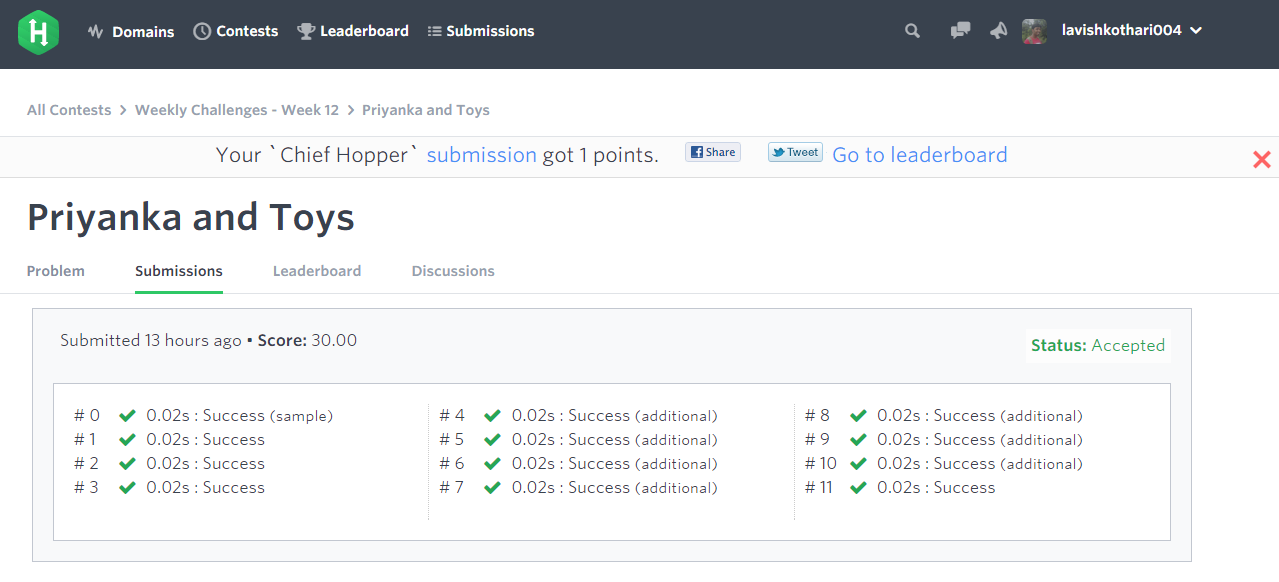 H Domains Contests Leaderboard Submissions lavishkothari004
All Contests > Weekly Challenges - Week 12 > Priyanka and Toys
Your `Chief Hopper` submission got 1 points. Share Tweet Go to leaderboard
Priyanka and Toys
Problem Submissions Leaderboard Discussions
Submitted 13 hours ago • Score: 30.00 Status: Accepted
# 0 ✔ 0.02s : Success (sample)
# 1 ✔ 0.02s : Success
# 2 ✔ 0.02s : Success
# 3 ✔ 0.02s : Success
# 4 ✔ 0.02s : Success (additional)
# 5 ✔ 0.02s : Success (additional)
# 6 ✔ 0.02s : Success (additional)
# 7 ✔ 0.02s : Success (additional)
# 8 ✔ 0.02s : Success (additional)
# 9 ✔ 0.02s : Success (additional)
# 10 ✔ 0.02s : Success (additional)
# 11 ✔ 0.02s : Success